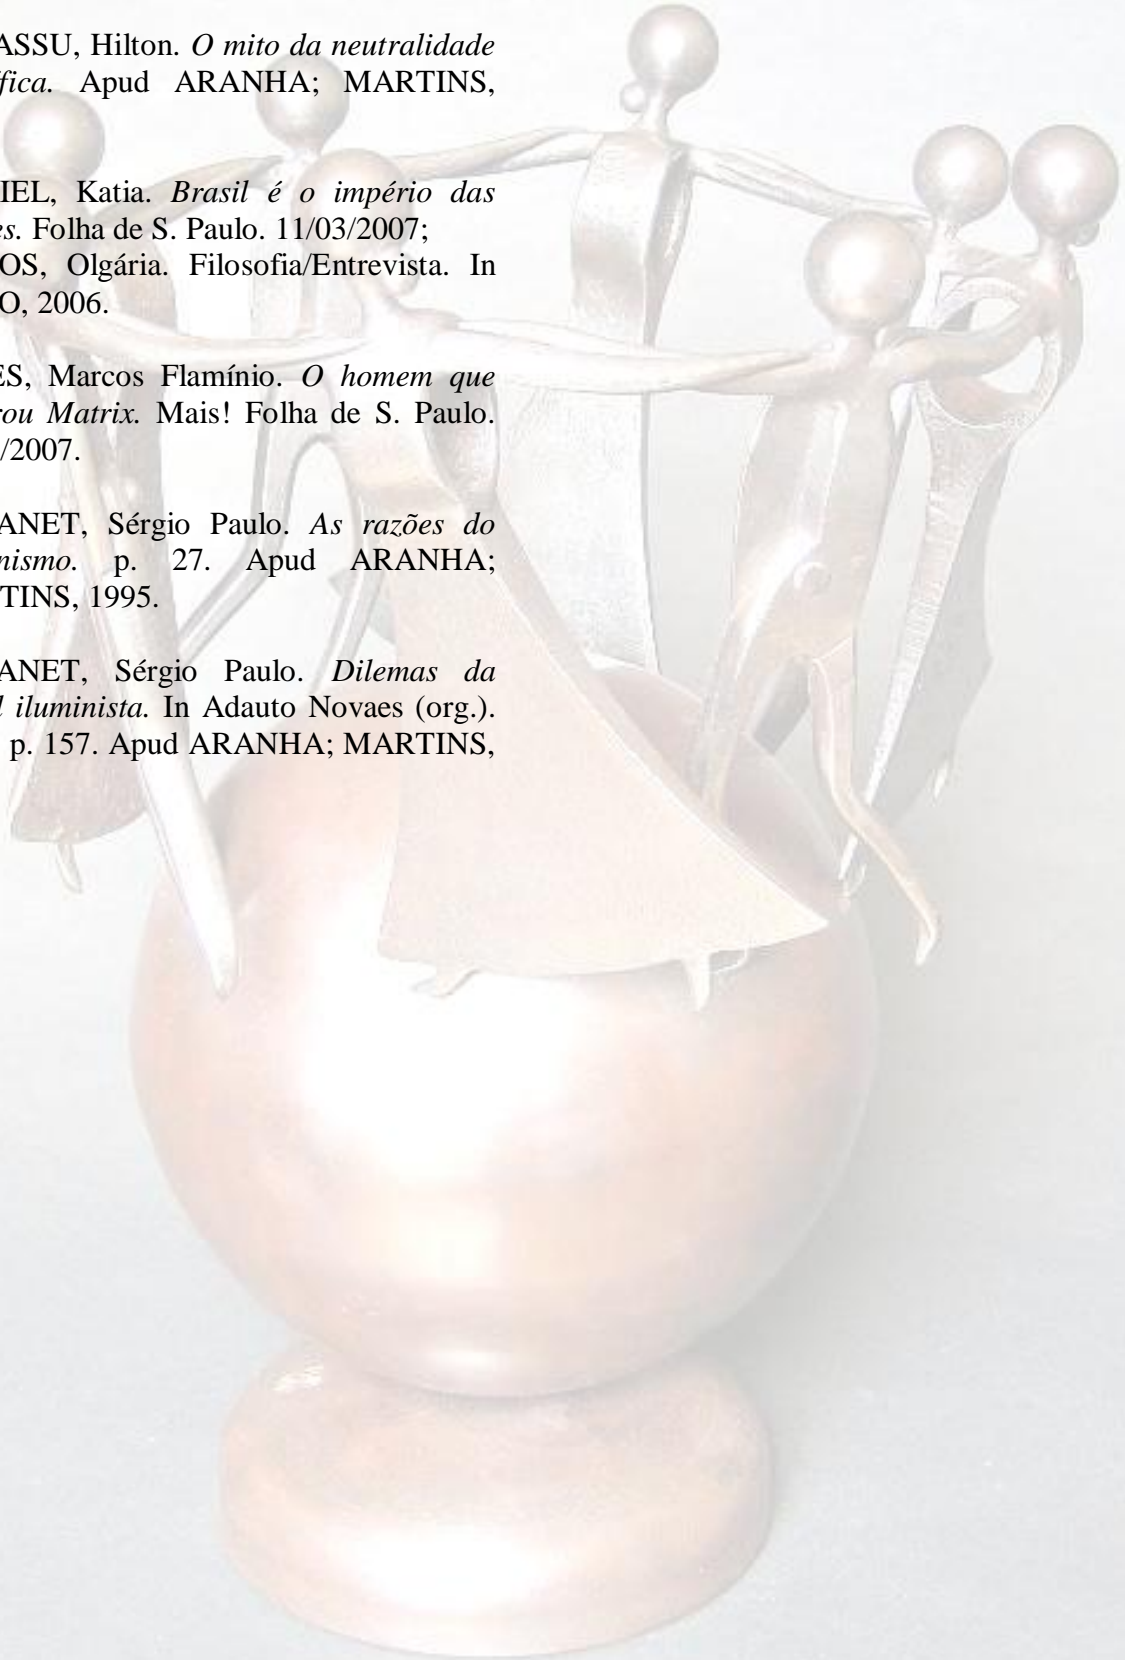 ASSU, Hilton. O mito da neutralidade
fica. Apud ARANHA; MARTINS,
IEL, Katia. Brasil é o império das
es. Folha de S. Paulo. 11/03/2007;
OS, Olgária. Filosofia/Entrevista. In
O, 2006.
ES, Marcos Flamínio. O homem que
rou Matrix. Mais! Folha de S. Paulo.
/2007.
ANET, Sérgio Paulo. As razões do
nismo. p. 27. Apud ARANHA;
TINS, 1995.
ANET, Sérgio Paulo. Dilemas da
l iluminista. In Adauto Novaes (org.).
p. 157. Apud ARANHA; MARTINS,